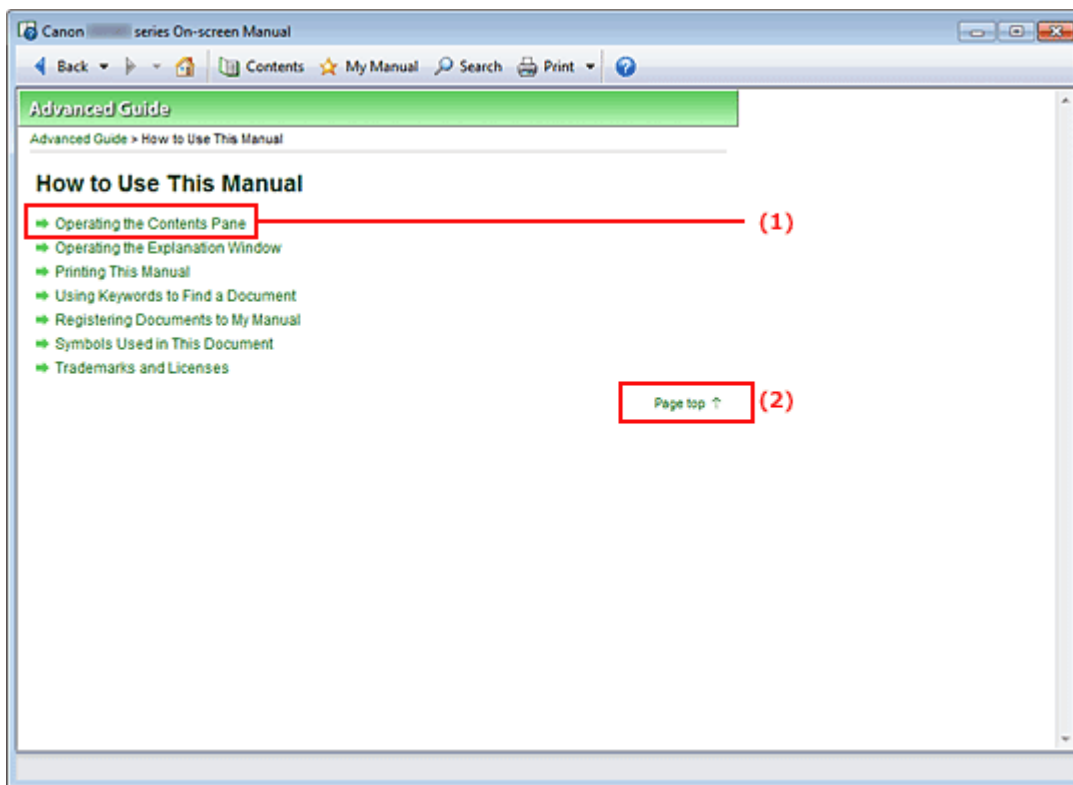 Canon series On-screen Manual
Back Contents My Manual Search Print
Advanced Guide
Advanced Guide > How to Use This Manual
How to Use This Manual
Operating the Contents Pane (1)
Operating the Explanation Window
Printing This Manual
Using Keywords to Find a Document
Registering Documents to My Manual
Symbols Used in This Document
Trademarks and Licenses
Page top ↑ (2)